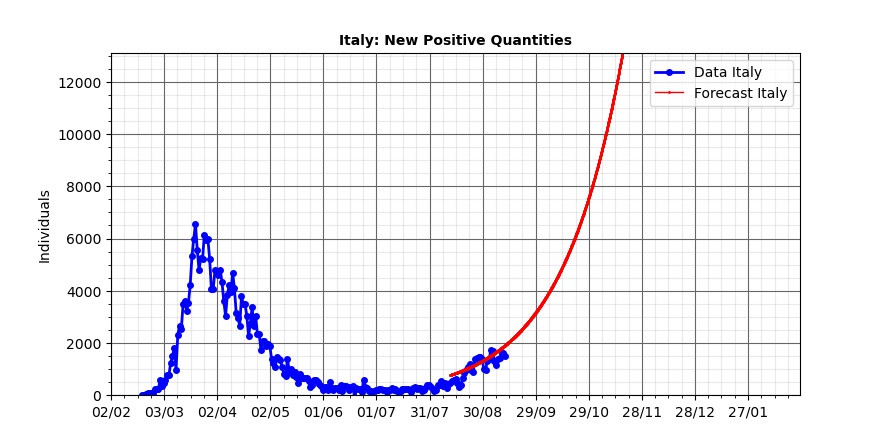 Italy: New Positive Quantities
Data Italy
Forecast Italy
Individuals
12000
10000
8000
6000
4000
2000
0
02/02 03/03 02/04 02/05 01/06 01/07 31/07 30/08 29/09 29/10 28/11 28/12 27/01